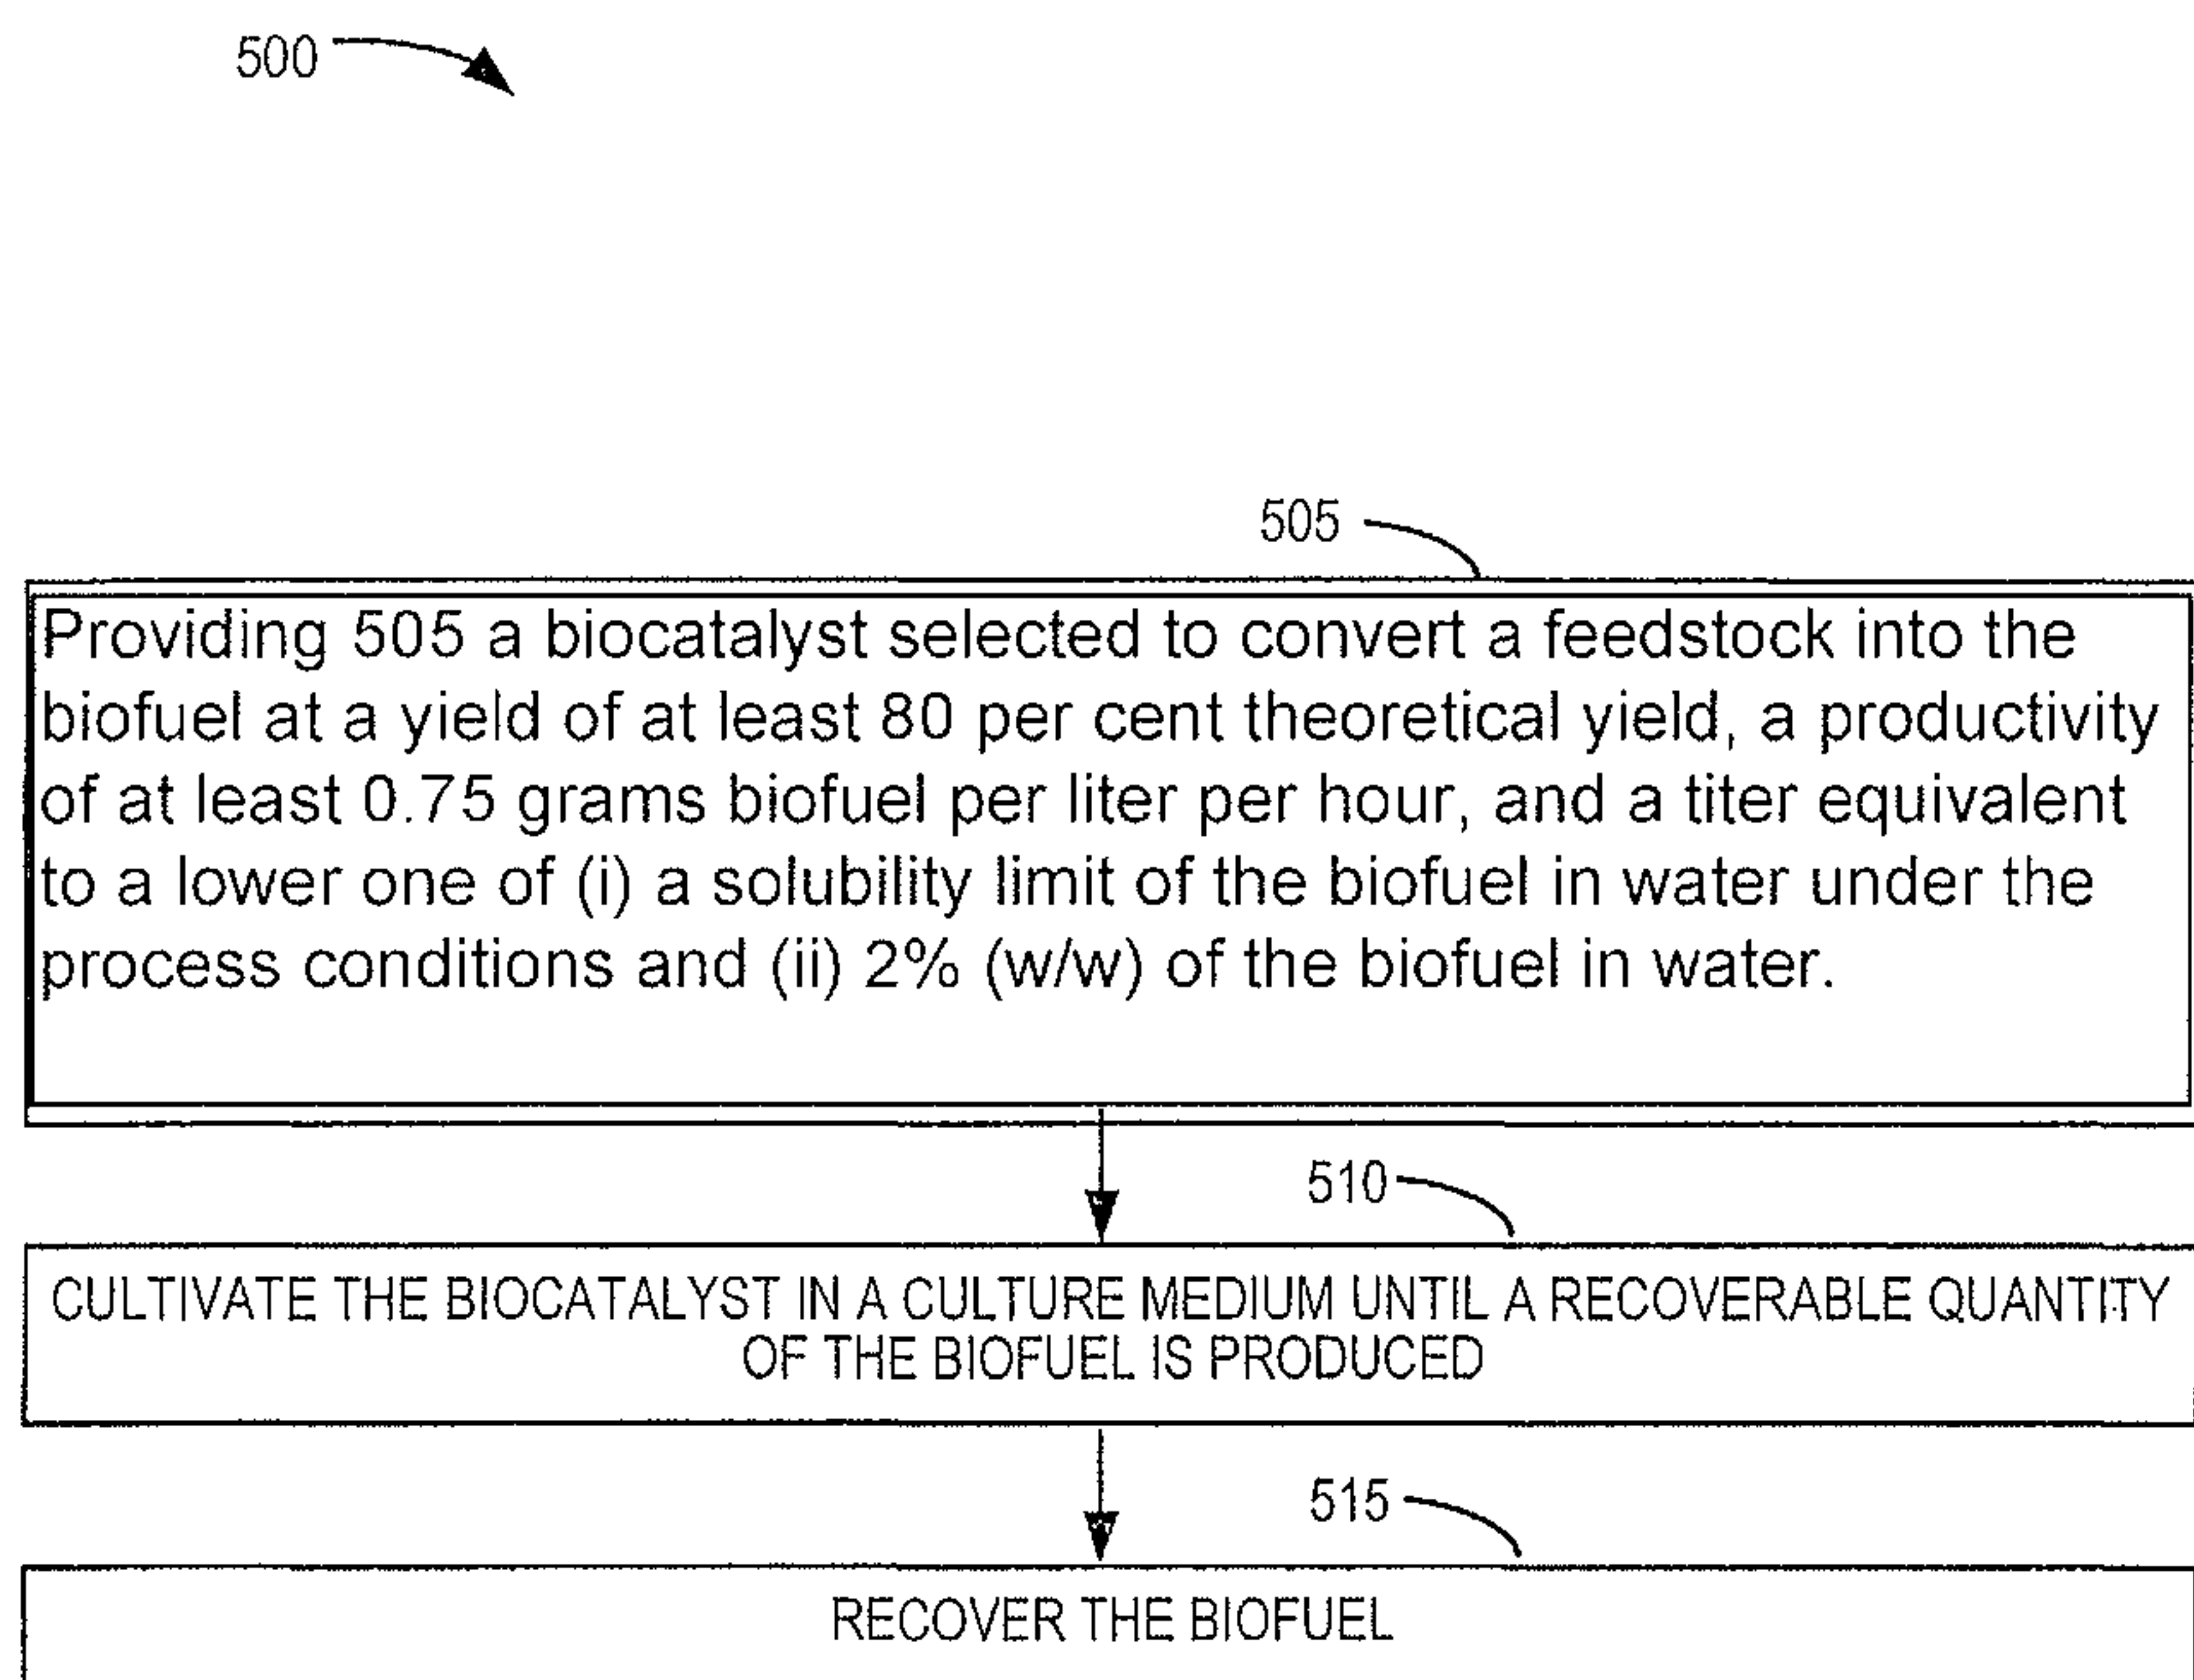 500
505
Providing 505 a biocatalyst selected to convert a feedstock into the
biofuel at a yield of at least 80 per cent theoretical yield, a productivity
of at least 0.75 grams biofuel per liter per hour, and a titer equivalent
to a lower one of (i) a solubility limit of the biofuel in water under the
process conditions and (ii) 2% (w/w) of the biofuel in water.
510
CULTIVATE THE BIOCATALYST IN A CULTURE MEDIUM UNTIL A RECOVERABLE QUANTITY
OF THE BIOFUEL IS PRODUCED
515
RECOVER THE BIOFUEL